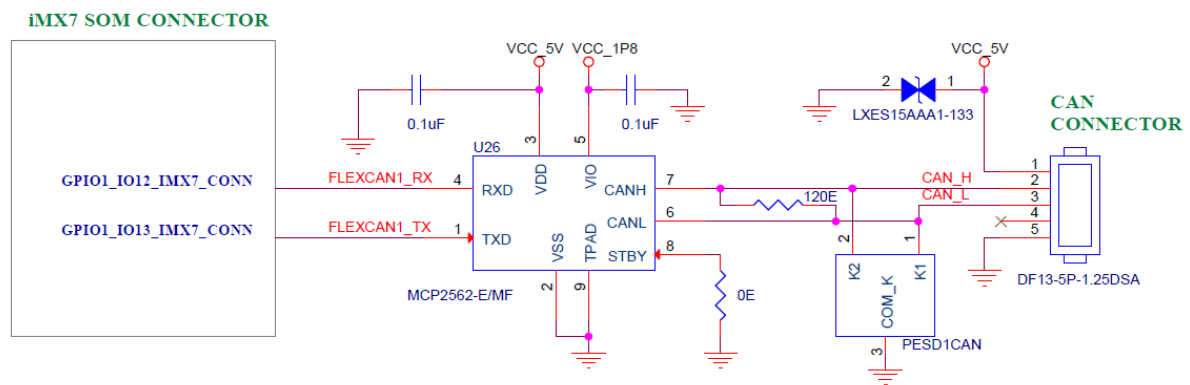 iMX7 SOM CONNECTOR
VCC_5V
VCC_1P8
VCC_5V
0.1uF
0.1uF
2
1
LXES15AAA1-133
CAN
CONNECTOR
U26
3
5
VDD
VIO
GPIO1_IO12_IMX7_CONN
FLEXCAN1_RX
4
RXD
CANH
7
CAN_H
1
2
3
4
5
120E
CAN_L
CANL
6
GPIO1_IO13_IMX7_CONN
FLEXCAN1_TX
1
TXD
VSS
TPAD
STBY
8
2
9
MCP2562-E/MF
0E
2
1
K2
K1
COM_K
3
PESD1CAN
DF13-5P-1.25DSA